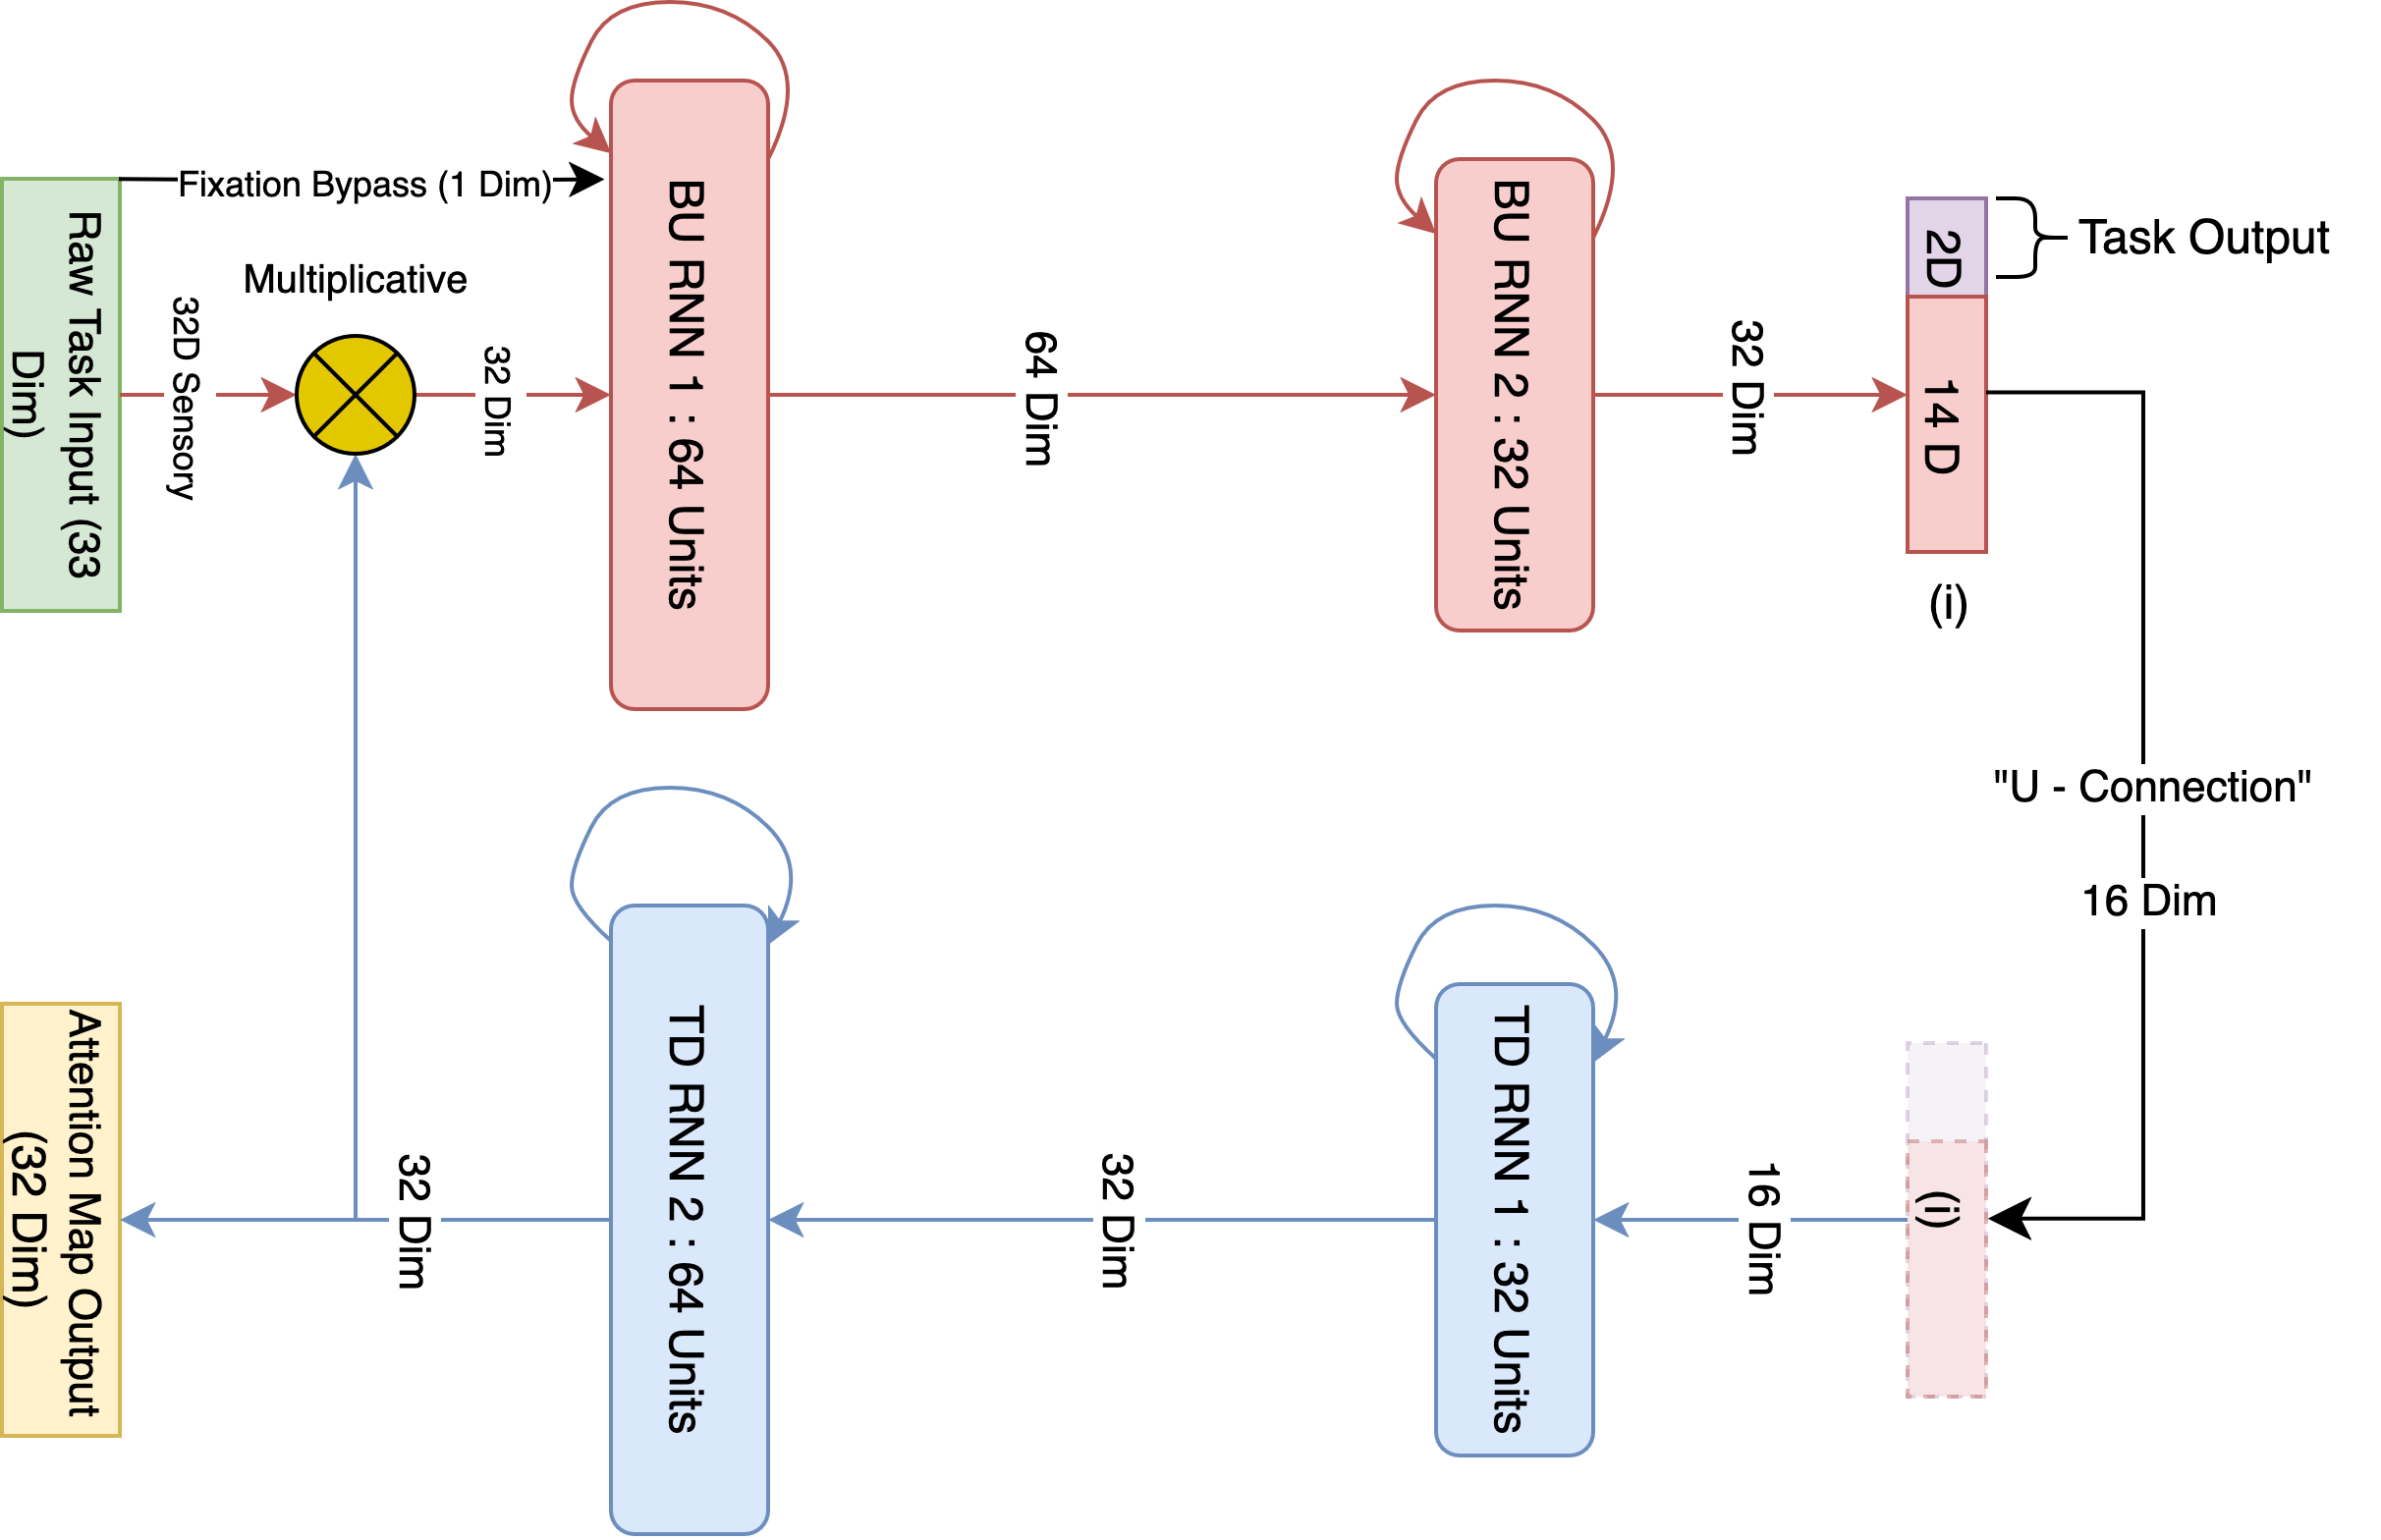 Fixation Bypass (1 Dim)
Raw Task Input (33
Dim)
32D Sensory
Multiplicative
32 Dim
BU RNN 1 : 64 Units
64 Dim
BU RNN 2 : 32 Units
32 Dim
2D
14 D
Task Output
(i)
"U - Connection"
16 Dim
(i)
16 Dim
TD RNN 1 : 32 Units
32 Dim
TD RNN 2 : 64 Units
32 Dim
Attention Map Output
(32 Dim)